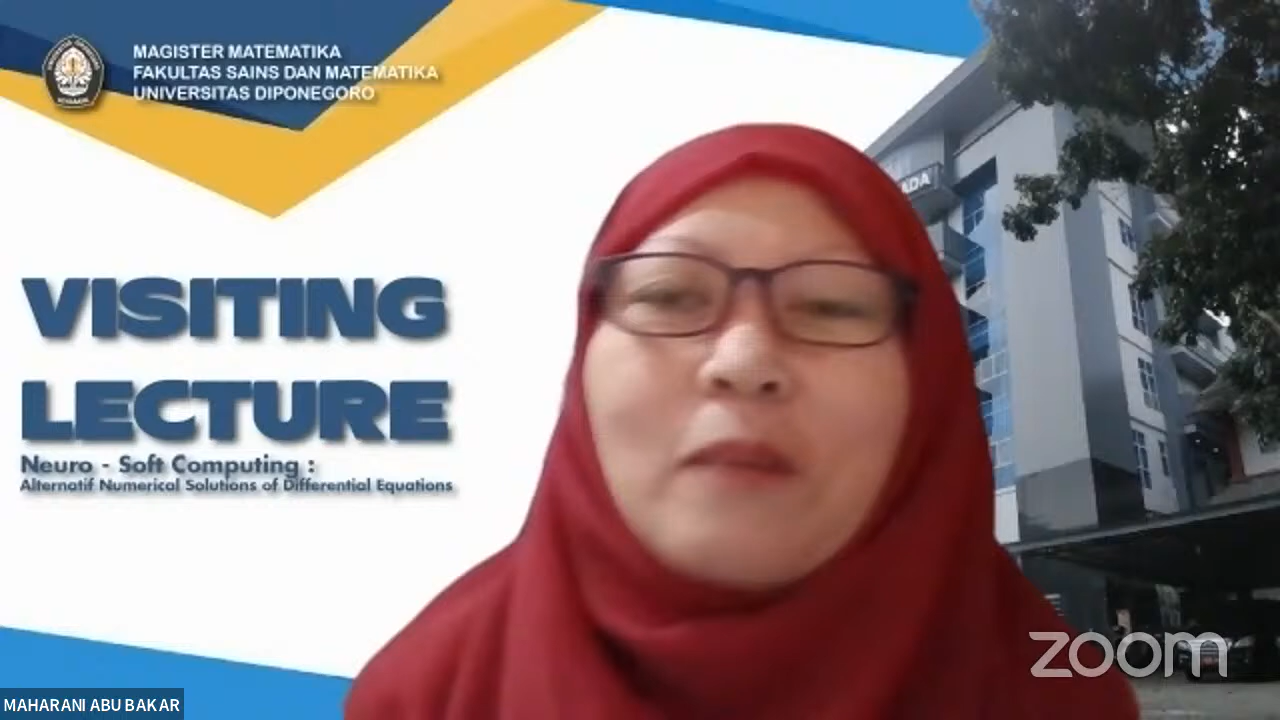 MAGISTER MATEMATIKA
FAKULTAS SAINS DAN MATEMATIKA
UNIVERSITAS DIPONEGORO
VISITING
LECTURE
Neuro - Soft Computing :
Alternatif Numerical Solutions of Differential Equations
ADA
zoom
MAHARANI ABU BAKAR